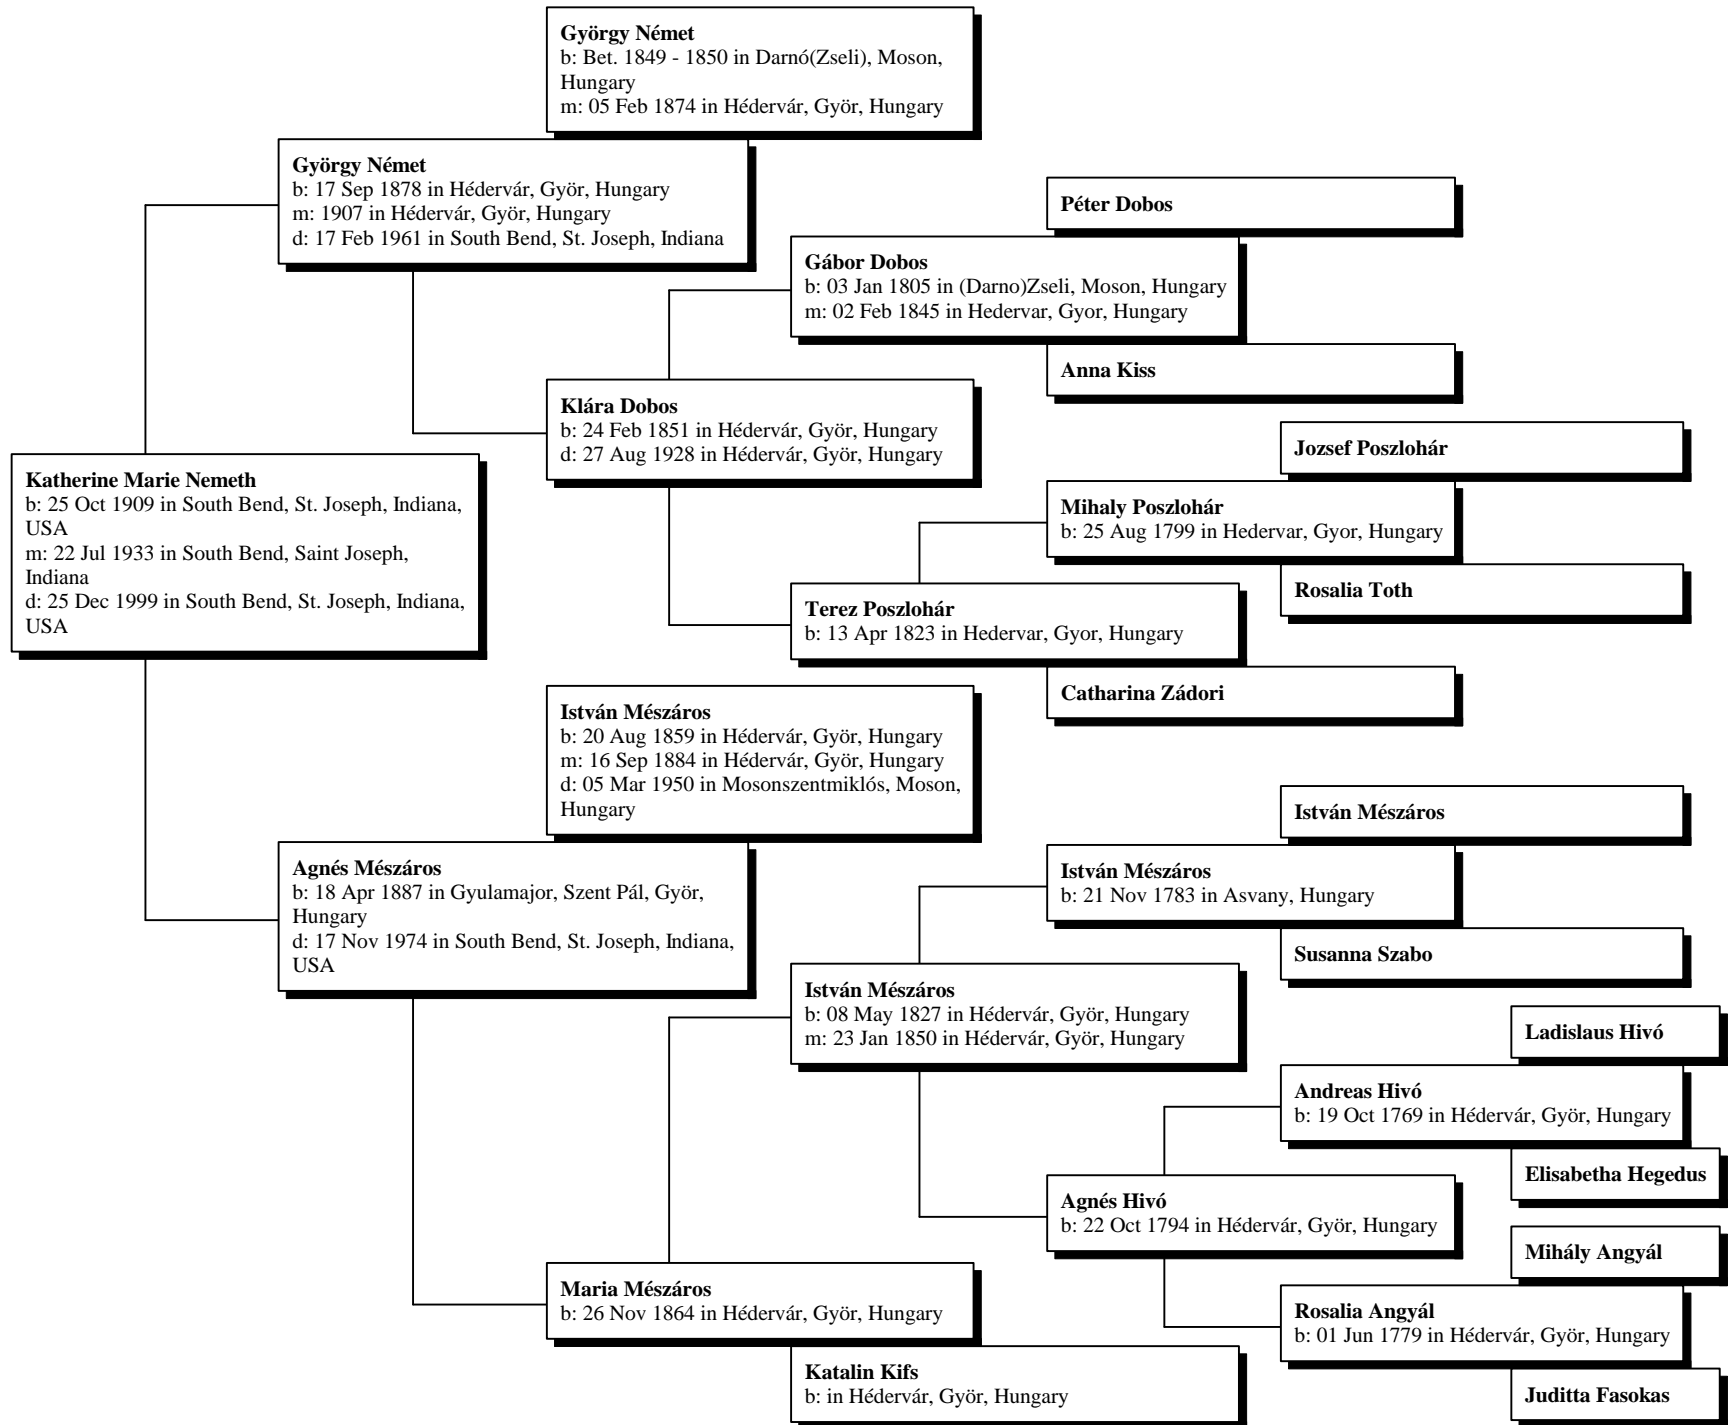 György Német
b: Bet. 1849 - 1850 in Darnó(Zseli), Moson,
Hungary
m: 05 Feb 1874 in Hédervár, Györ, Hungary
György Német
b: 17 Sep 1878 in Hédervár, Györ, Hungary
m: 1907 in Hédervár, Györ, Hungary
d: 17 Feb 1961 in South Bend, St. Joseph, Indiana
Péter Dobos
Gábor Dobos
b: 03 Jan 1805 in (Darno)Zseli, Moson, Hungary
m: 02 Feb 1845 in Hedervar, Gyor, Hungary
Anna Kiss
Klára Dobos
b: 24 Feb 1851 in Hédervár, Györ, Hungary
d: 27 Aug 1928 in Hédervár, Györ, Hungary
Jozsef Poszlohár
Katherine Marie Nemeth
b: 25 Oct 1909 in South Bend, St. Joseph, Indiana,
USA
m: 22 Jul 1933 in South Bend, Saint Joseph,
Indiana
d: 25 Dec 1999 in South Bend, St. Joseph, Indiana,
USA
Mihaly Poszlohár
b: 25 Aug 1799 in Hedervar, Gyor, Hungary
Rosalia Toth
Terez Poszlohár
b: 13 Apr 1823 in Hedervar, Gyor, Hungary
Catharina Zádori
István Mészáros
b: 20 Aug 1859 in Hédervár, Györ, Hungary
m: 16 Sep 1884 in Hédervár, Györ, Hungary
d: 05 Mar 1950 in Mosonszentmiklós, Moson,
Hungary
István Mészáros
Agnés Mészáros
b: 18 Apr 1887 in Gyulamajor, Szent Pál, Györ,
Hungary
d: 17 Nov 1974 in South Bend, St. Joseph, Indiana,
USA
István Mészáros
b: 21 Nov 1783 in Asvany, Hungary
Susanna Szabo
István Mészáros
b: 08 May 1827 in Hédervár, Györ, Hungary
m: 23 Jan 1850 in Hédervár, Györ, Hungary
Ladislaus Hivó
Andreas Hivó
b: 19 Oct 1769 in Hédervár, Györ, Hungary
Elisabetha Hegedus
Agnés Hivó
b: 22 Oct 1794 in Hédervár, Györ, Hungary
Mihály Angyál
Maria Mészáros
b: 26 Nov 1864 in Hédervár, Györ, Hungary
Rosalia Angyál
b: 01 Jun 1779 in Hédervár, Györ, Hungary
Katalin Kifs
b: in Hédervár, Györ, Hungary
Juditta Fasokas